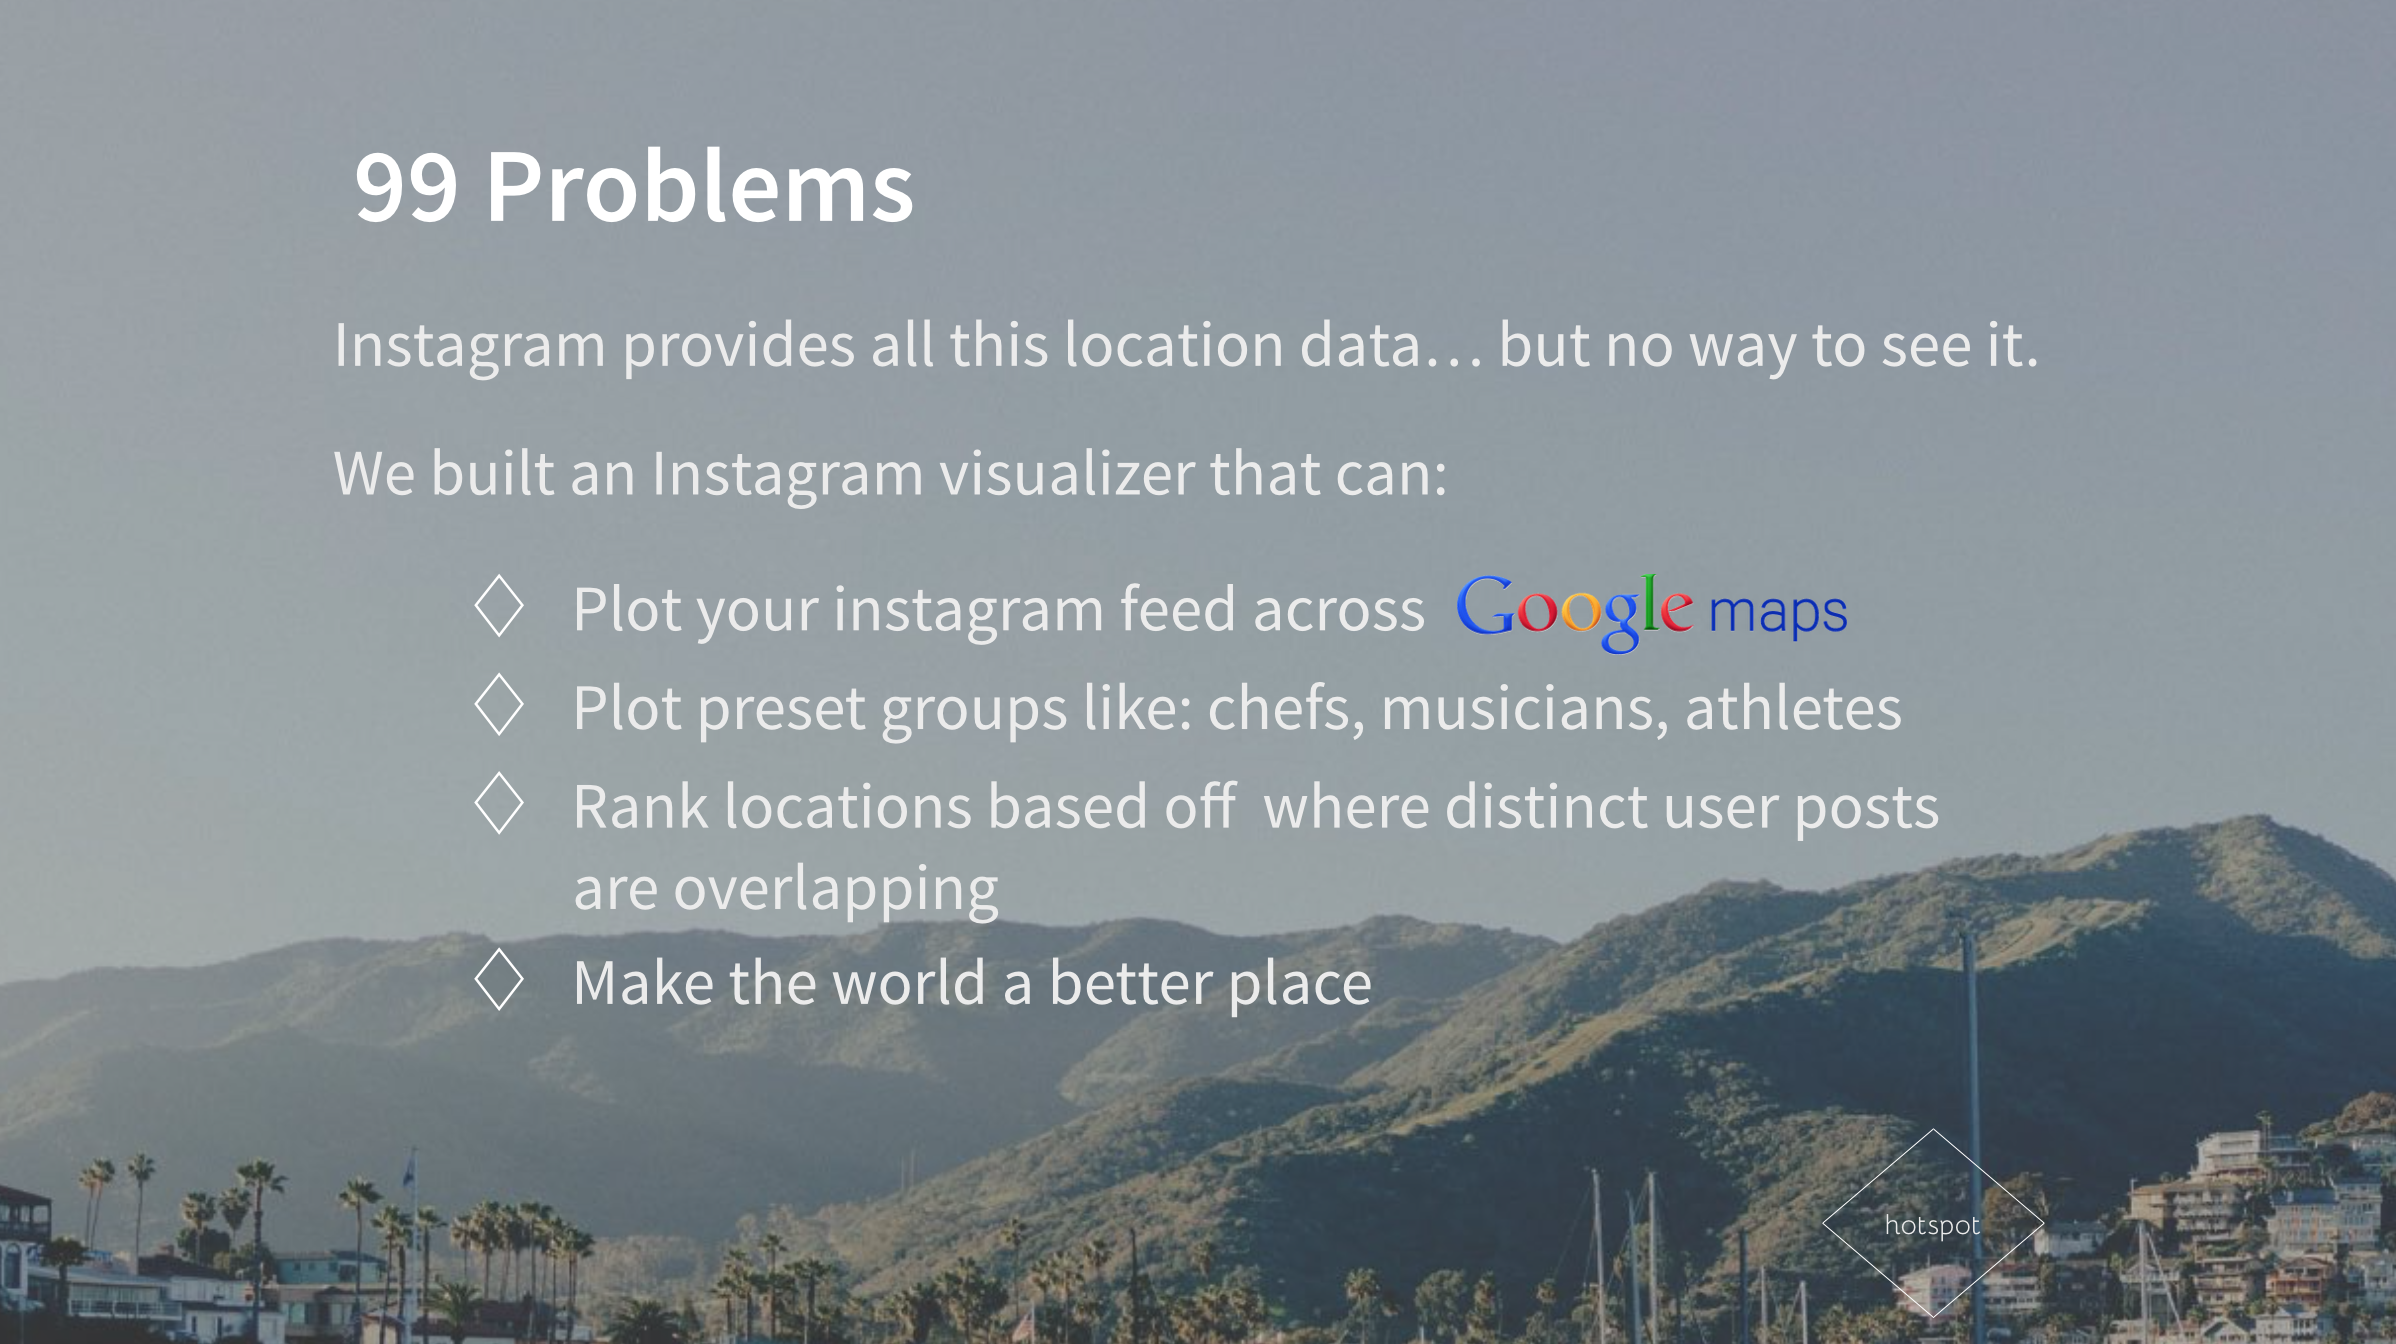 99 Problems
Instagram provides all this location data… but no way to see it.
We built an Instagram visualizer that can:
Plot your instagram feed across Google maps
Plot preset groups like: chefs, musicians, athletes
Rank locations based off  where distinct user posts
are overlapping
Make the world a better place
hotspot